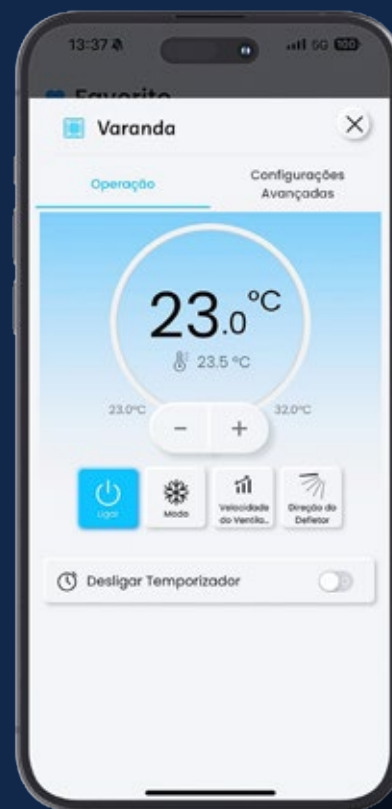 13:37
5G 100
Favorito
Varanda
Operação
Configurações
Avançadas
23.0°C
23.5 °C
23.0°C
32.0°C
− +
Ligar
Modo
Velocidade
do Ventila...
Direção do
Defletor
Desligar Temporizador